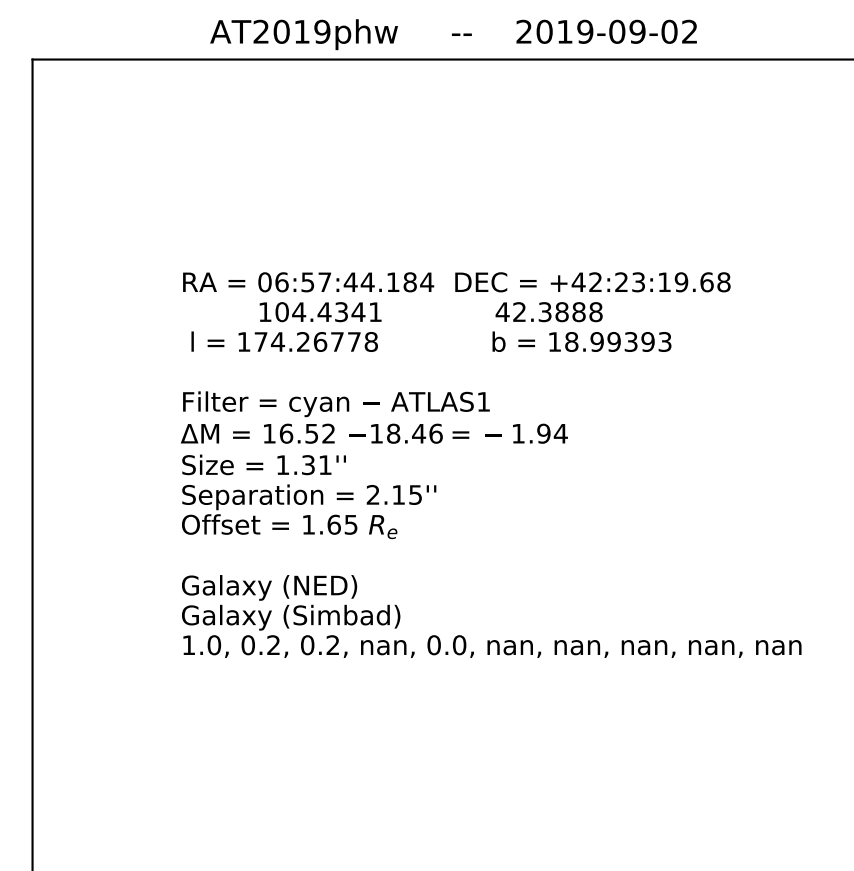 AT2019phw -- 2019-09-02
RA = 06:57:44.184 DEC = +42:23:19.68
104.4341 42.3888
l = 174.26778 b = 18.99393
Filter = cyan − ATLAS1
ΔM = 16.52 −18.46 = − 1.94
Size = 1.31''
Separation = 2.15''
Offset = 1.65 Re
Galaxy (NED)
Galaxy (Simbad)
1.0, 0.2, 0.2, nan, 0.0, nan, nan, nan, nan, nan